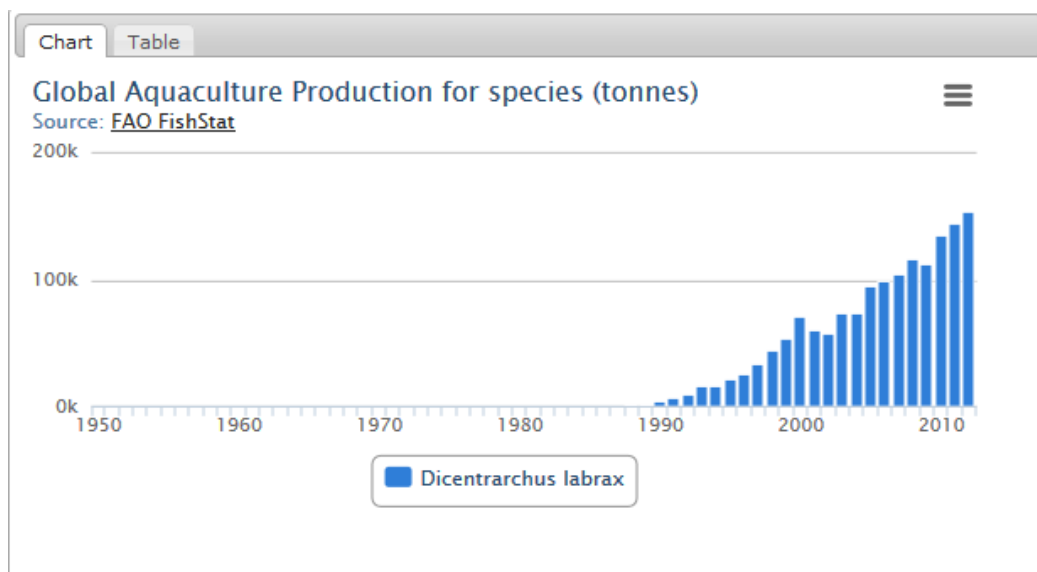 Chart Table
Global Aquaculture Production for species (tonnes)
Source: FAO FishStat
200k
100k
0k
1950 1960 1970 1980 1990 2000 2010
Dicentrarchus labrax